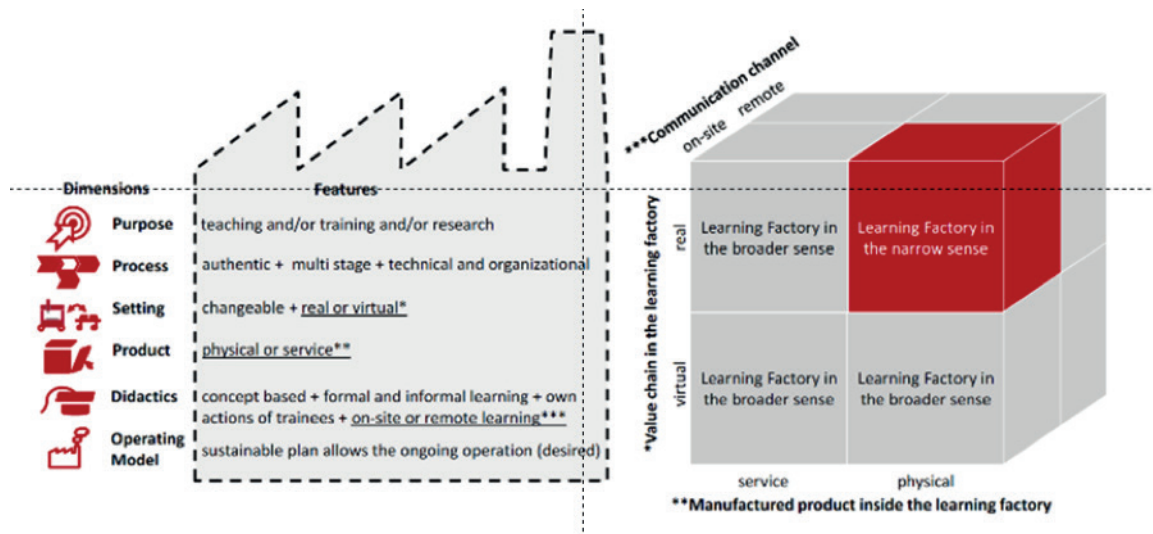 Dimensions
Features
Purpose
teaching and/or training and/or research
Process
authentic + multi stage + technical and organizational
Setting
changeable + real or virtual*
Product
physical or service**
Didactics
concept based + formal and informal learning + own
actions of trainees + on-site or remote learning***
Operating
Model
sustainable plan allows the ongoing operation (desired)
***Communication channel
on-site remote
*Value chain in the learning factory
real
virtual
Learning Factory in
the broader sense
Learning Factory in
the narrow sense
Learning Factory in
the broader sense
Learning Factory in
the broader sense
service
physical
**Manufactured product inside the learning factory